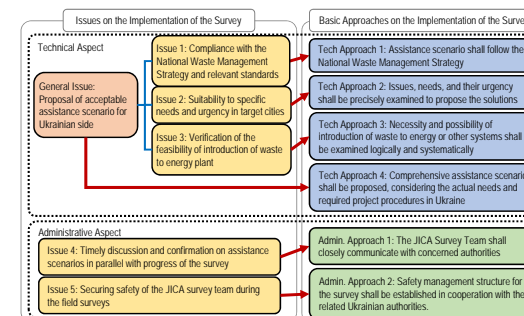 Issues on the Implementation of the Survey
Basic Approaches on the Implementation of the
Technical Aspect
General Issue:
Proposal of acceptable
assistance scenario for
Ukrainian side
Issue 1: Compliance with the
National Waste Management
Strategy and relevant standards
Issue 2: Suitability to specific
needs and urgency in target cities
Issue 3: Verification of the
feasibility of introduction of waste
to energy plant
Tech Approach 1: Assistance scenario shall follow the
National Waste Management Strategy
Tech Approach 2: Issues, needs, and their urgency
shall be precisely examined to propose the solutions
Tech Approach 3: Necessity and possibility of
introduction of waste to energy or other systems shall
be examined logically and systematically
Tech Approach 4: Comprehensive assistance
shall be proposed, considering the actual needs and
required project procedures in Ukraine
Administrative Aspect
Issue 4: Timely discussion and confirmation on assistance
scenarios in parallel with progress of the survey
Issue 5: Securing safety of the JICA survey team during
the field surveys
Admin. Approach 1: The JICA Survey Team shall
closely communicate with concerned authorities
Admin. Approach 2: Safety management structure for
the survey shall be established in cooperation with the
related Ukrainian authorities.